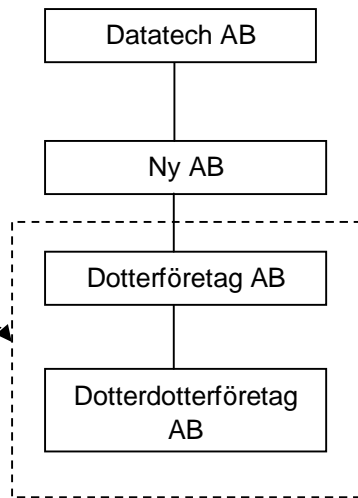 Datatech AB
Ny AB
Dotterföretag AB
Dotterdotterföretag
AB